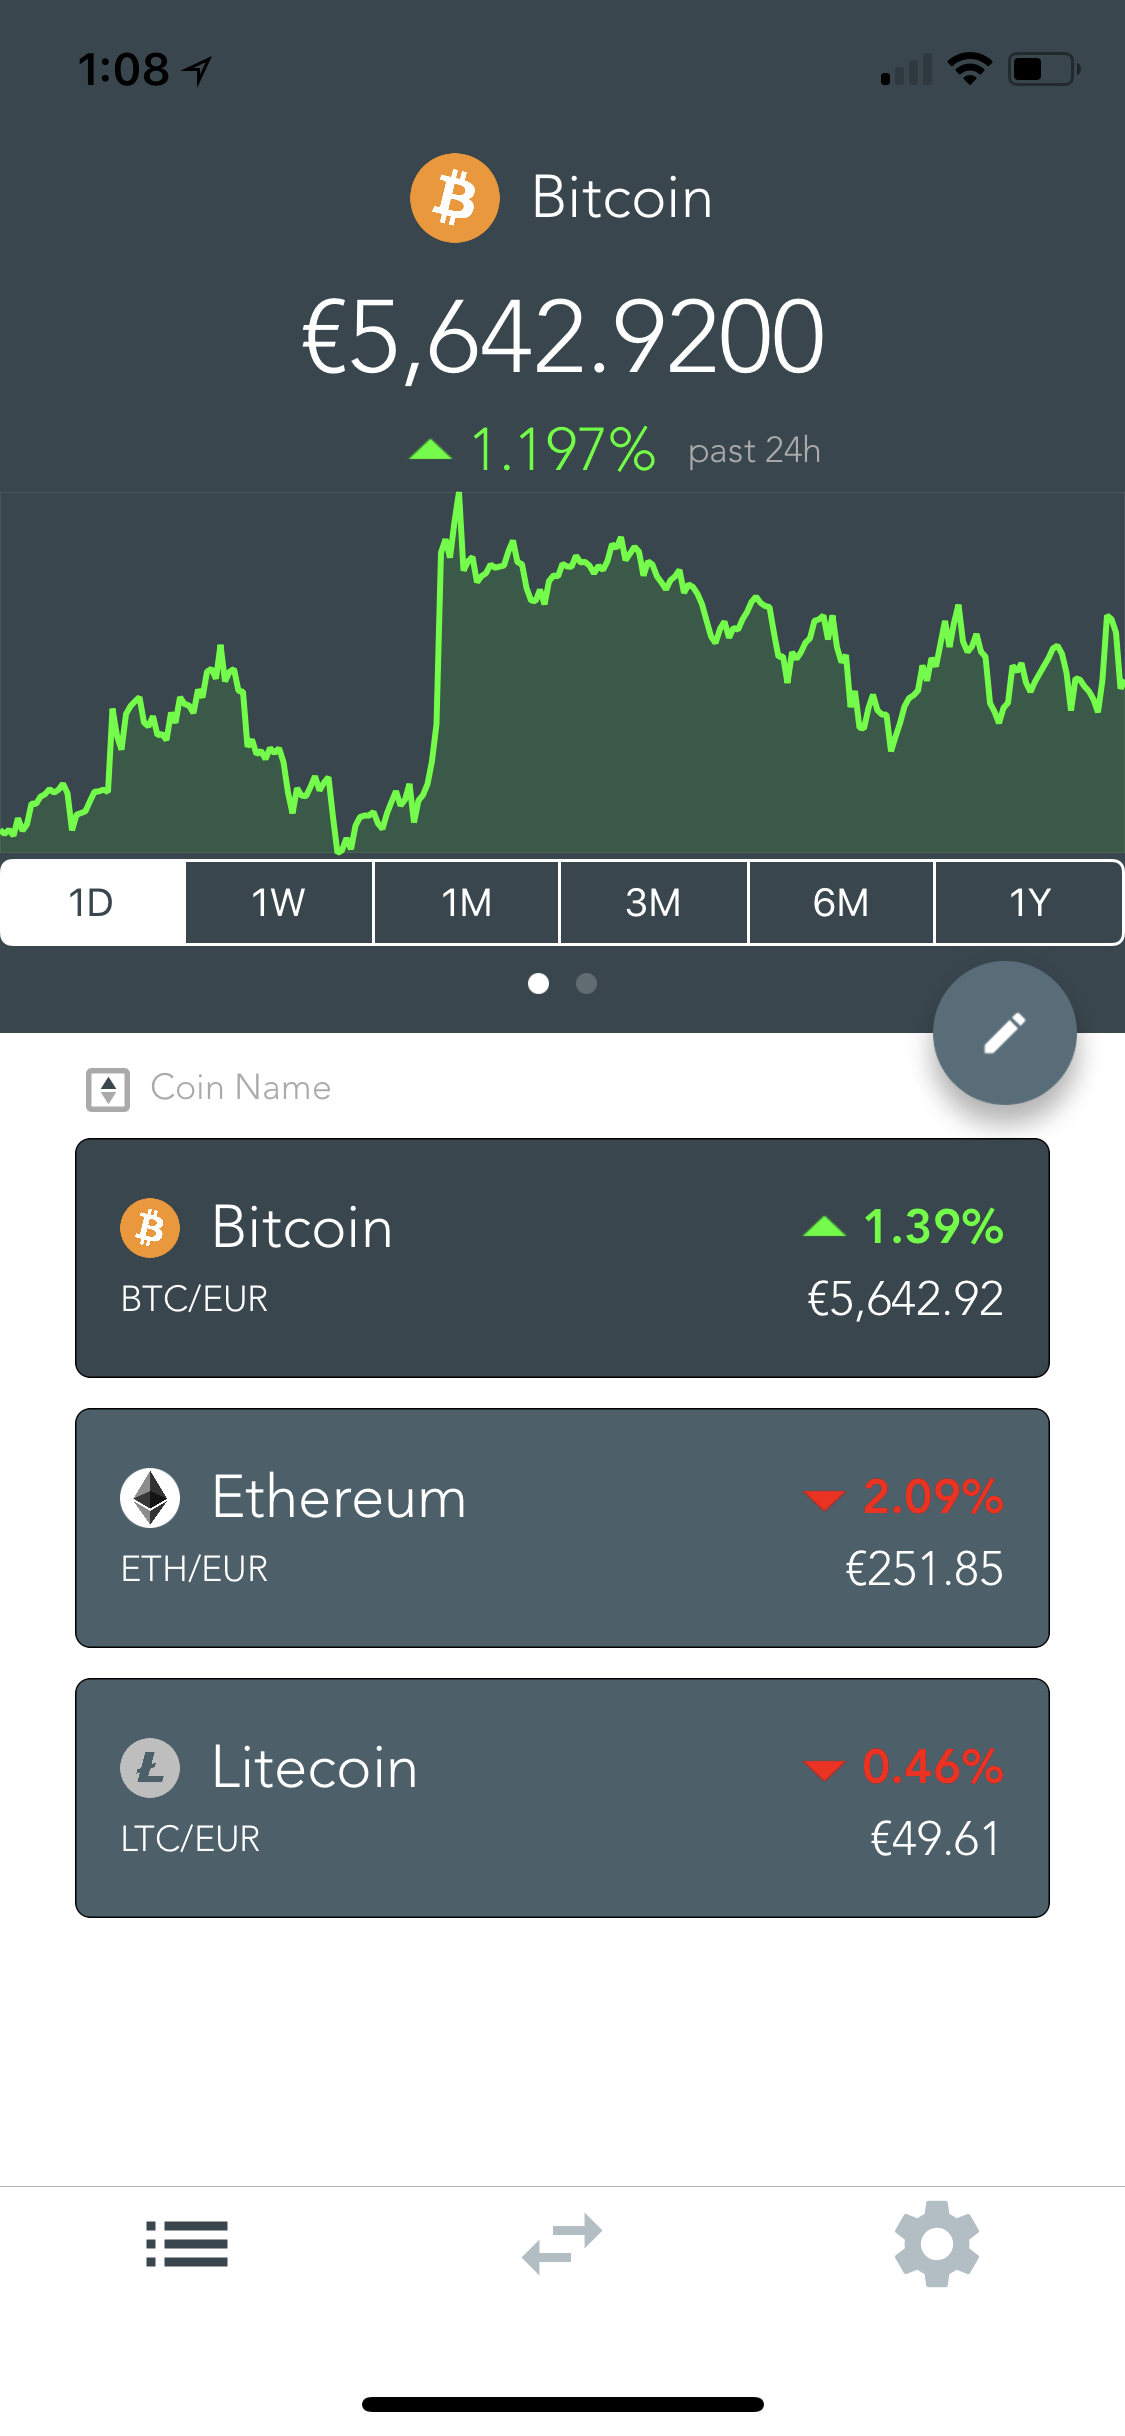 1:08
Bitcoin
€5,642.9200
1.197% past 24h
1D 1W 1M 3M 6M 1Y
Coin Name
Bitcoin 1.39%
BTC/EUR €5,642.92
Ethereum 2.09%
ETH/EUR €251.85
Litecoin 0.46%
LTC/EUR €49.61